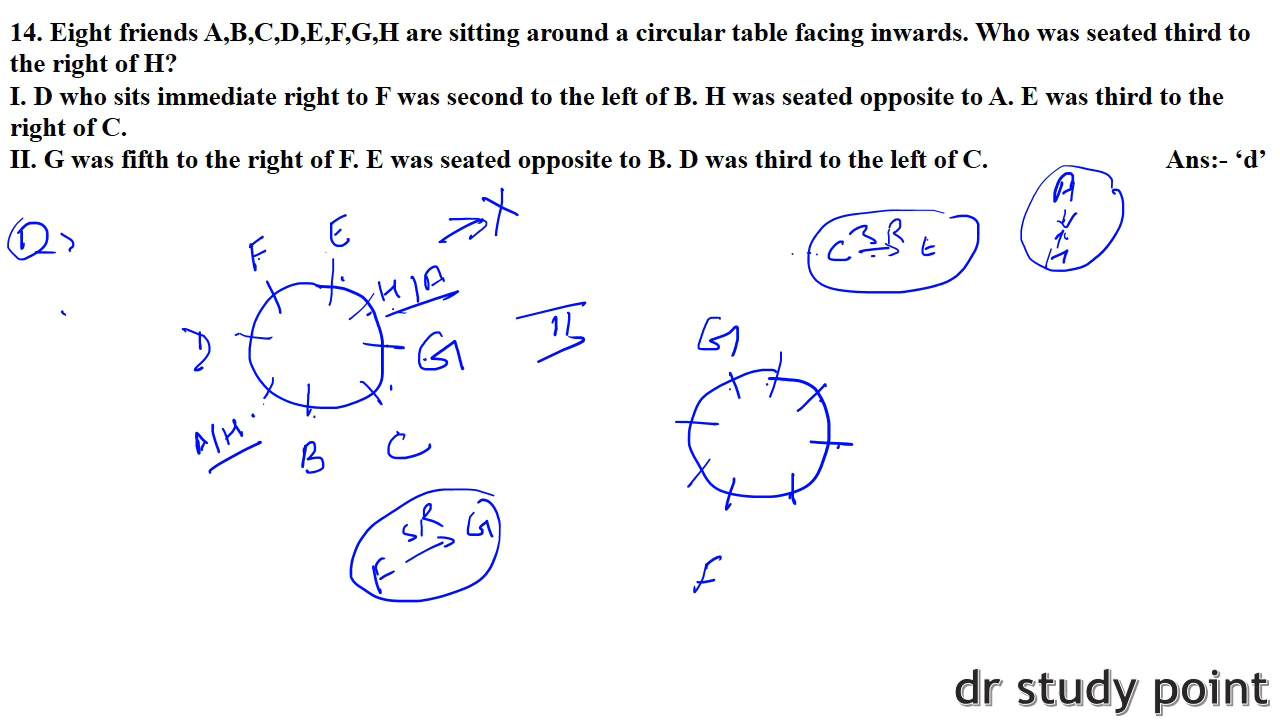 14. Eight friends A,B,C,D,E,F,G,H are sitting around a circular table facing inwards. Who was seated third to
the right of H?
I. D who sits immediate right to F was second to the left of B. H was seated opposite to A. E was third to the
right of C.
II. G was fifth to the right of F. E was seated opposite to B. D was third to the left of C. Ans:- ‘d’
A
H
C 3R E
E
F
H/A
D
G
A/H
B
C
II
G
5R
F G
F
dr study point